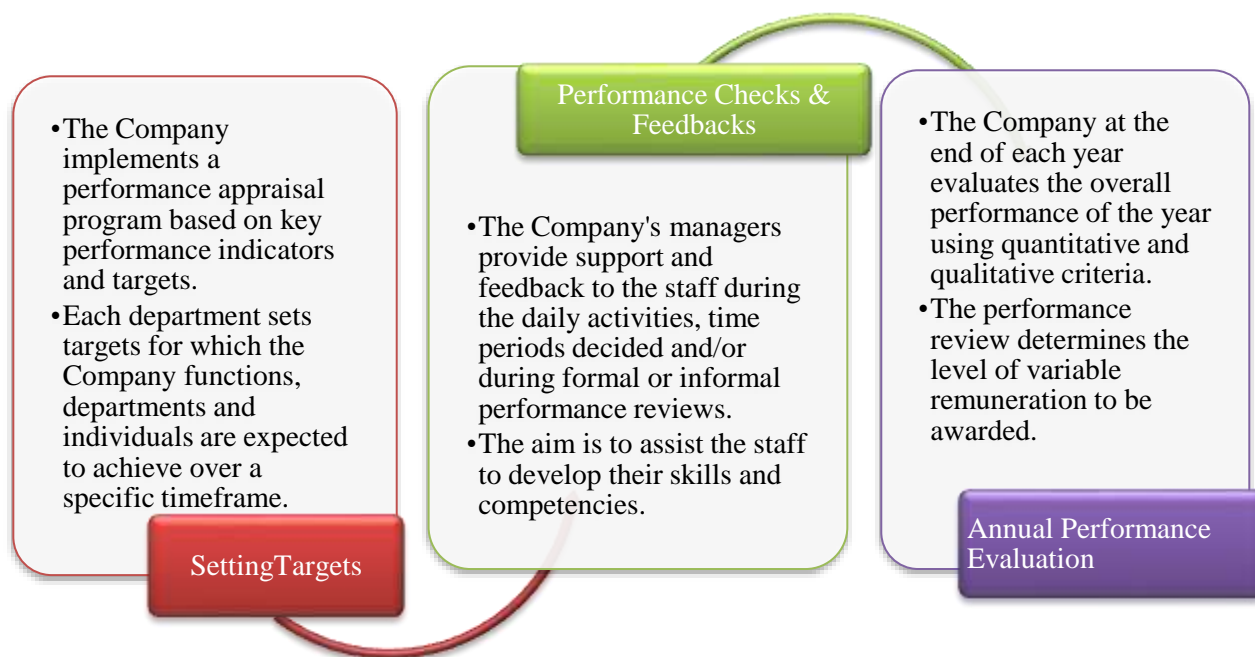 •The Company
implements a
performance appraisal
program based on key
performance indicators
and targets.
•Each department sets
targets for which the
Company functions,
departments and
individuals are expected
to achieve over a
specific timeframe.
SettingTargets
Performance Checks &
Feedbacks
•The Company's managers
provide support and
feedback to the staff during
the daily activities, time
periods decided and/or
during formal or informal
performance reviews.
•The aim is to assist the staff
to develop their skills and
competencies.
•The Company at the
end of each year
evaluates the overall
performance of the year
using quantitative and
qualitative criteria.
•The performance
review determines the
level of variable
remuneration to be
awarded.
Annual Performance
Evaluation